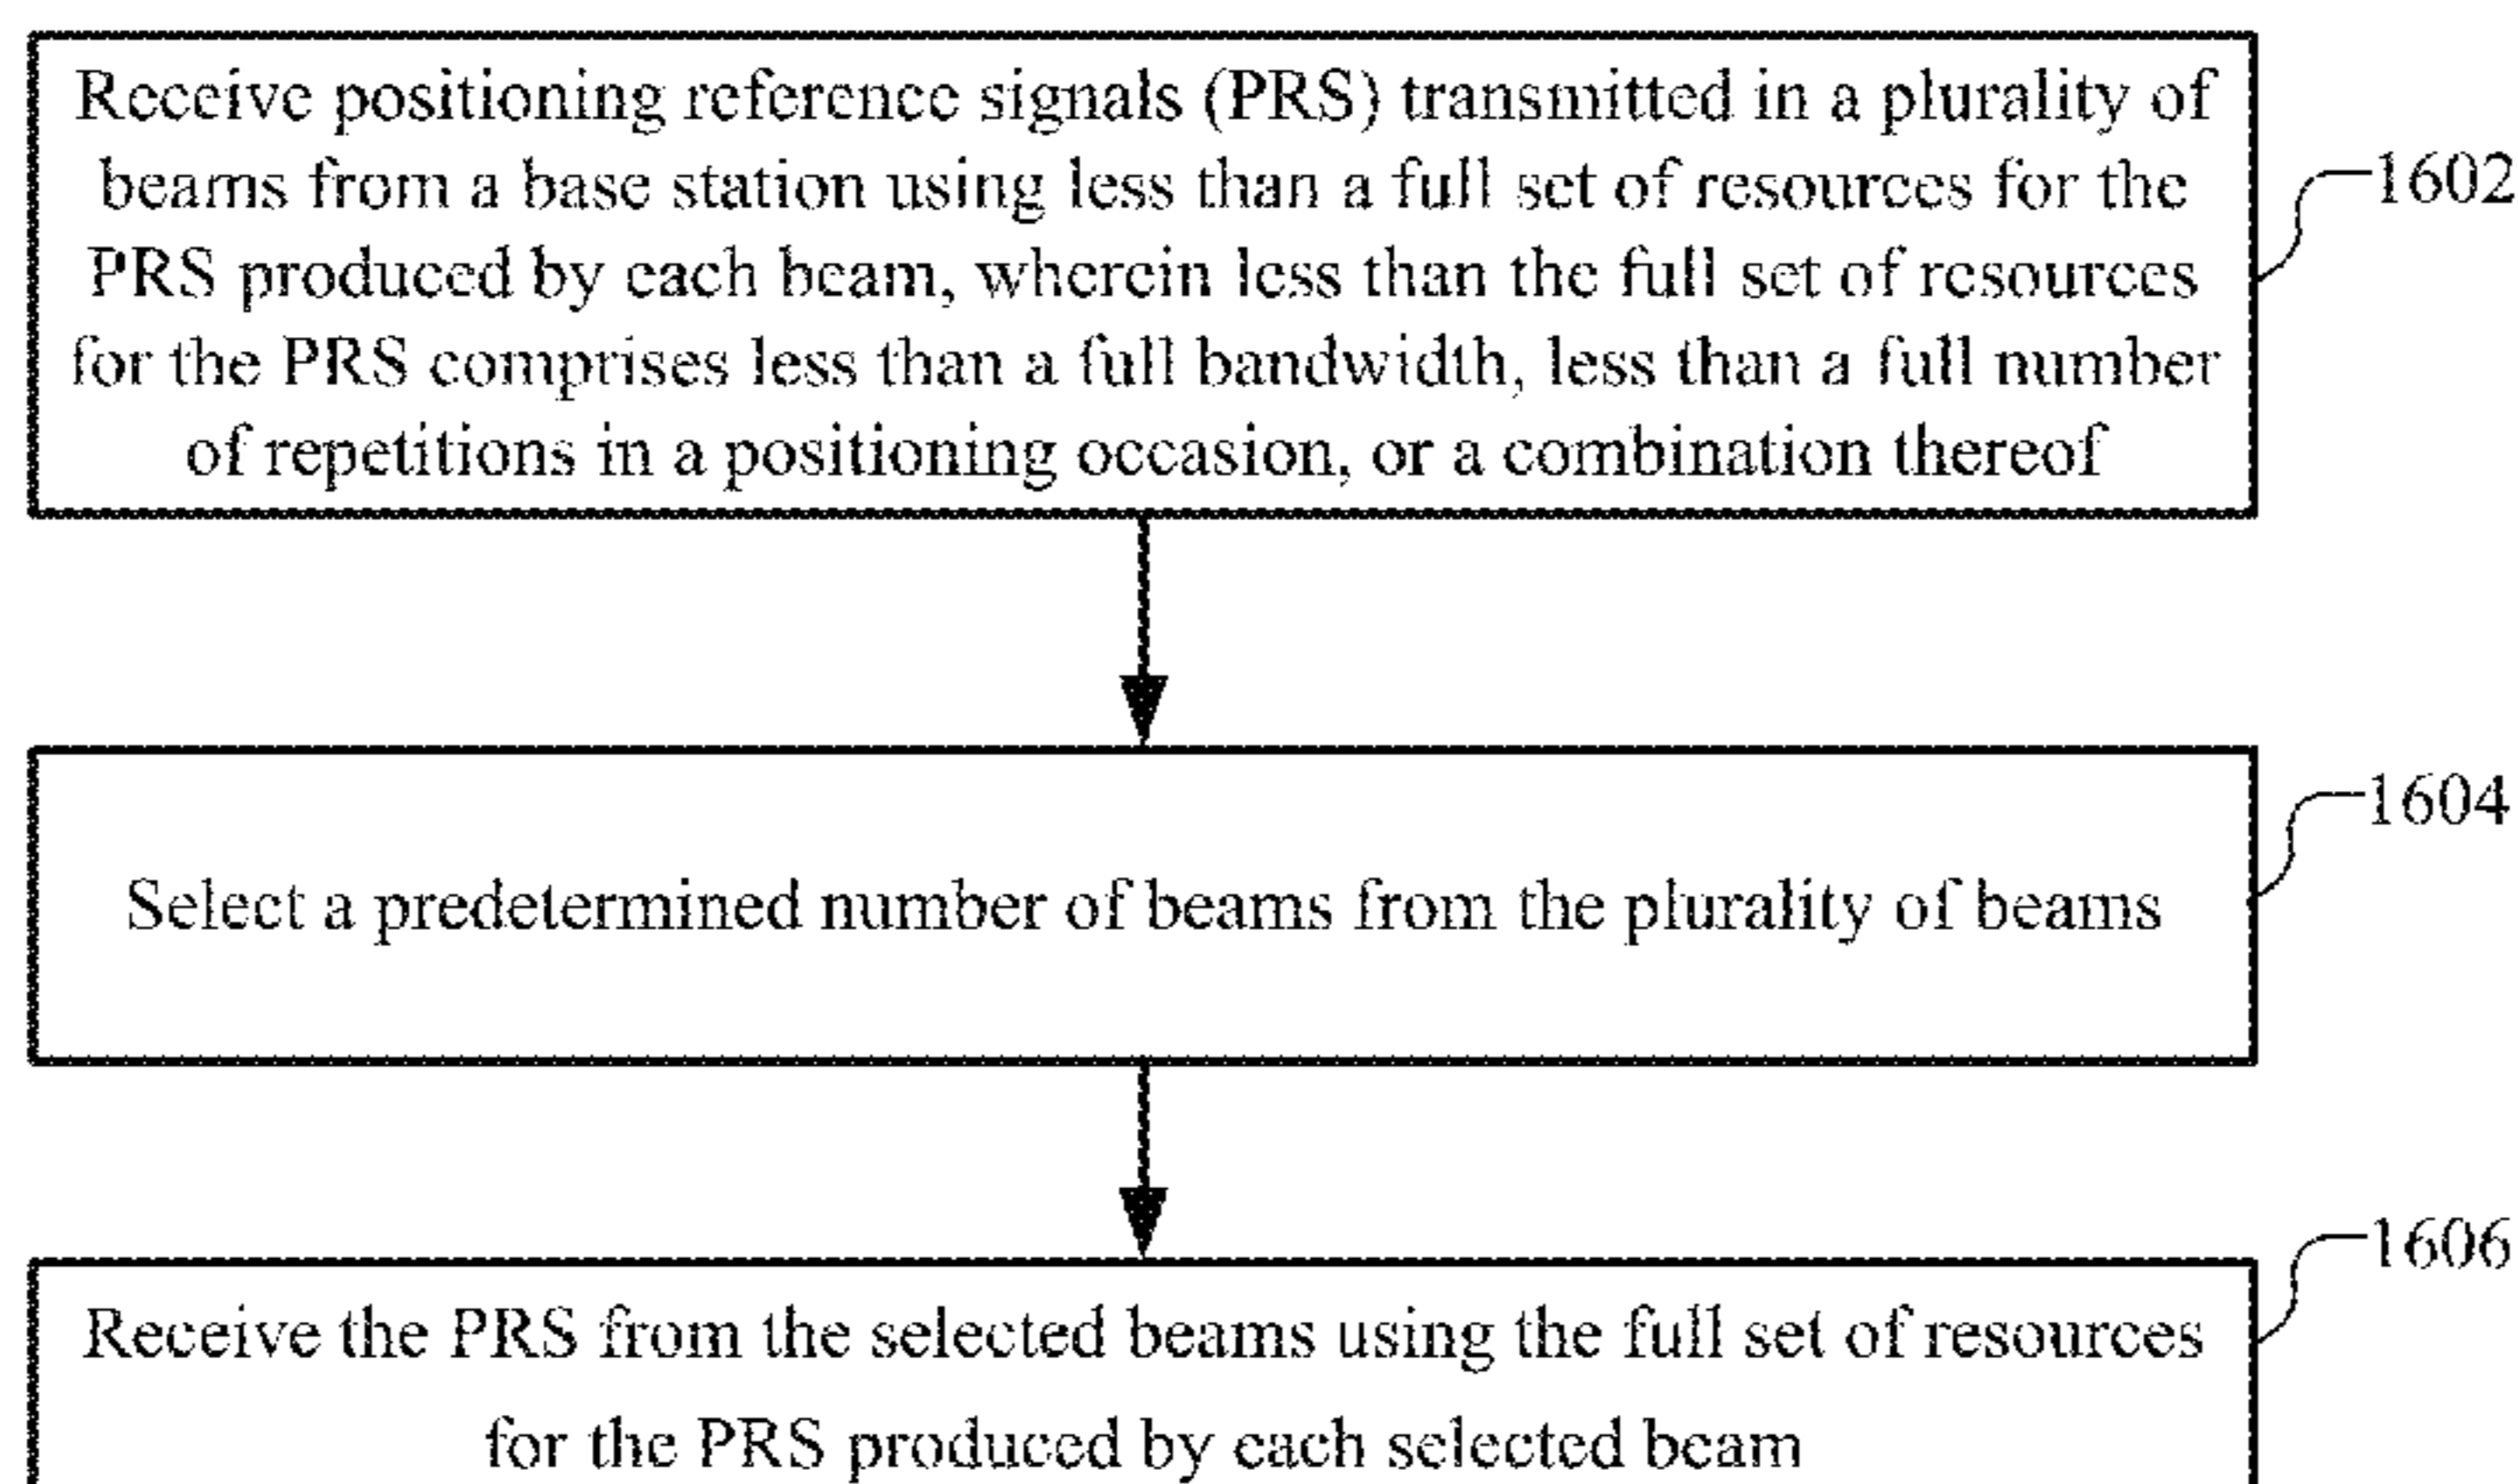 Receive positioning reference signals (PRS) transmitted in a plurality of
beams from a base station using less than a full set of resources for the
PRS produced by each beam, wherein less than the full set of resources
for the PRS comprises less than a full bandwidth, less than a full number
of repetitions in a positioning occasion, or a combination thereof
1602
Select a predetermined number of beams from the plurality of beams
1604
Receive the PRS from the selected beams using the full set of resources
for the PRS produced by each selected beam
1606